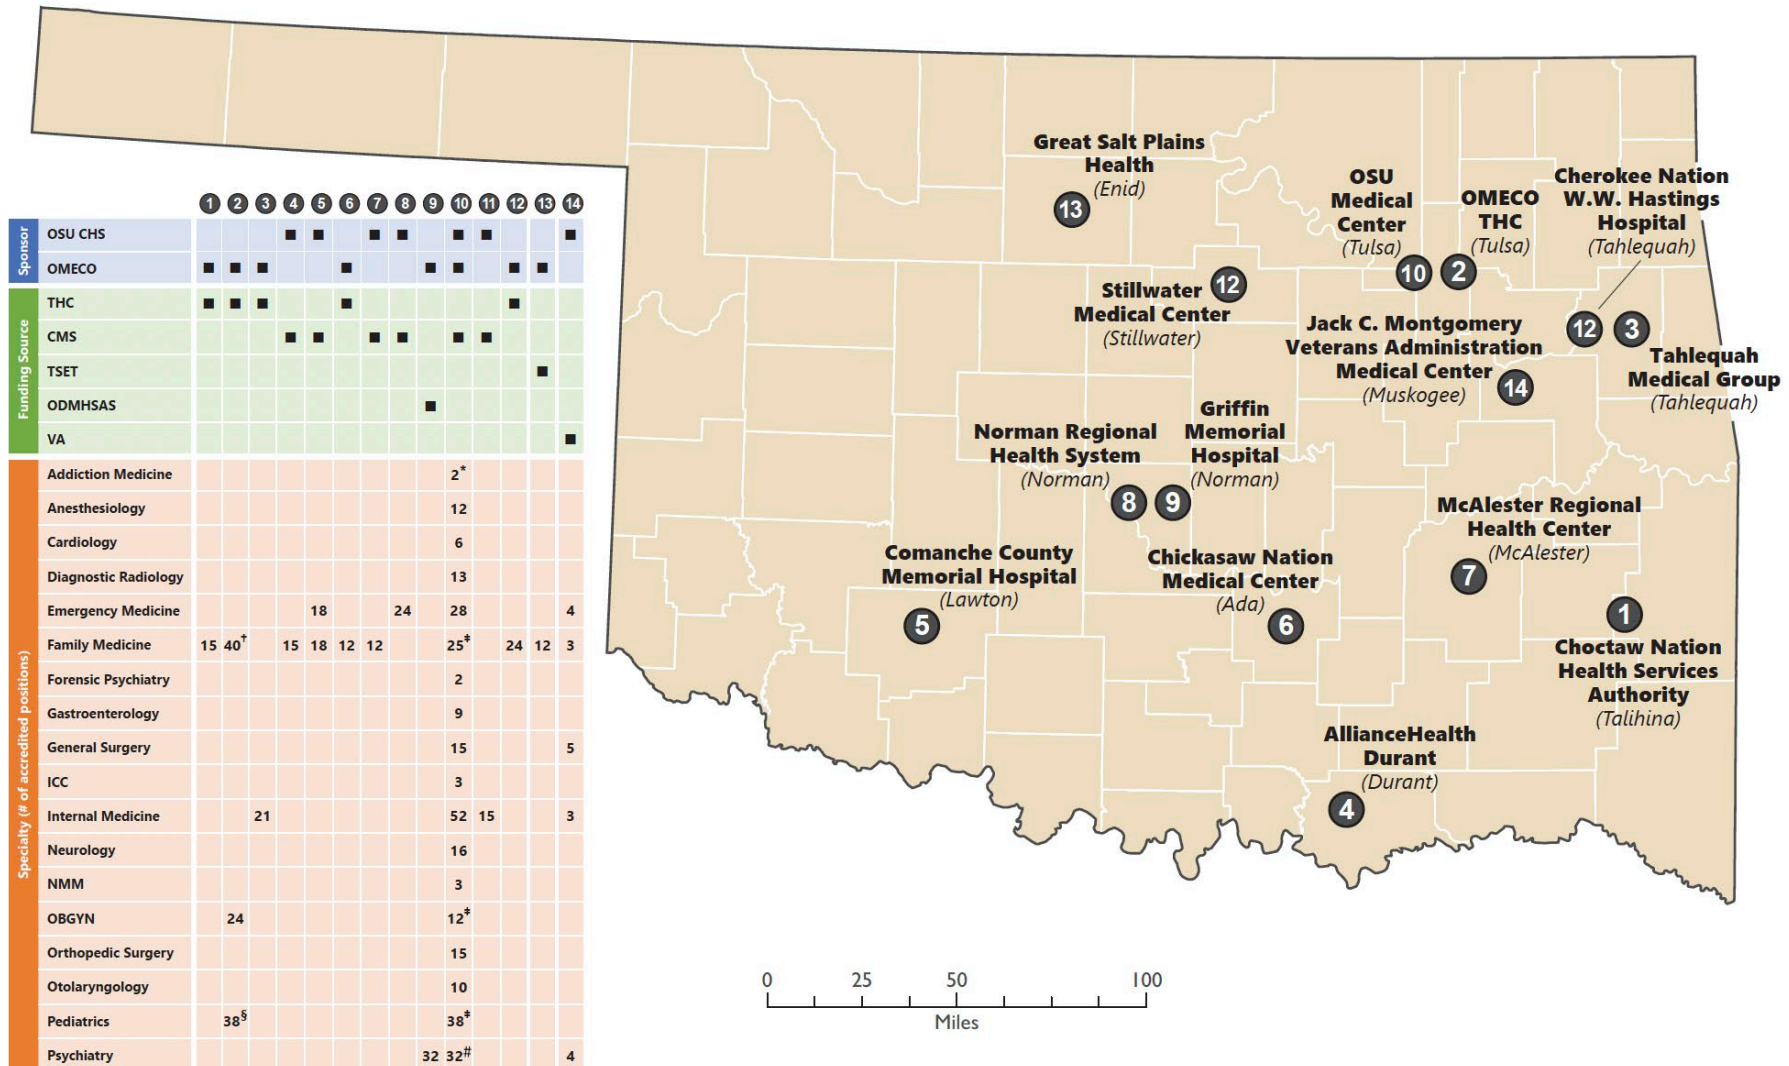 1 2 3 4 5 6 7 8 9 10 11 12 13 14
Sponsor
OSU CHS ■ ■ ■ ■ ■ ■ ■
OMECO ■ ■ ■ ■ ■ ■ ■ ■
Funding Source
THC ■ ■ ■ ■ ■
CMS ■ ■ ■ ■ ■ ■
TSET ■
ODMHSAS ■
VA ■
Specialty (# of accredited positions)
Addiction Medicine 2*
Anesthesiology 12
Cardiology 6
Diagnostic Radiology 13
Emergency Medicine 18 24 28 4
Family Medicine 15 40† 15 18 12 12 25‡ 24 12 3
Forensic Psychiatry 2
Gastroenterology 9
General Surgery 15 5
ICC 3
Internal Medicine 21 52 15 3
Neurology 16
NMM 3
OBGYN 24 12‡
Orthopedic Surgery 15
Otolaryngology 10
Pediatrics 38§ 38‡
Psychiatry 32 32# 4
Great Salt Plains
Health
(Enid)
13
OSU
Medical
Center
(Tulsa)
10
OMECO
THC
(Tulsa)
2
Cherokee Nation
W.W. Hastings
Hospital
(Tahlequah)
12
3
Tahlequah
Medical Group
(Tahlequah)
12
Stillwater
Medical Center
(Stillwater)
Jack C. Montgomery
Veterans Administration
Medical Center
(Muskogee)
14
Norman Regional
Health System
(Norman)
8
Griffin
Memorial
Hospital
(Norman)
9
McAlester Regional
Health Center
(McAlester)
7
Comanche County
Memorial Hospital
(Lawton)
5
Chickasaw Nation
Medical Center
(Ada)
6
1
Choctaw Nation
Health Services
Authority
(Talihina)
AllianceHealth
Durant
(Durant)
4
0 25 50 100
Miles